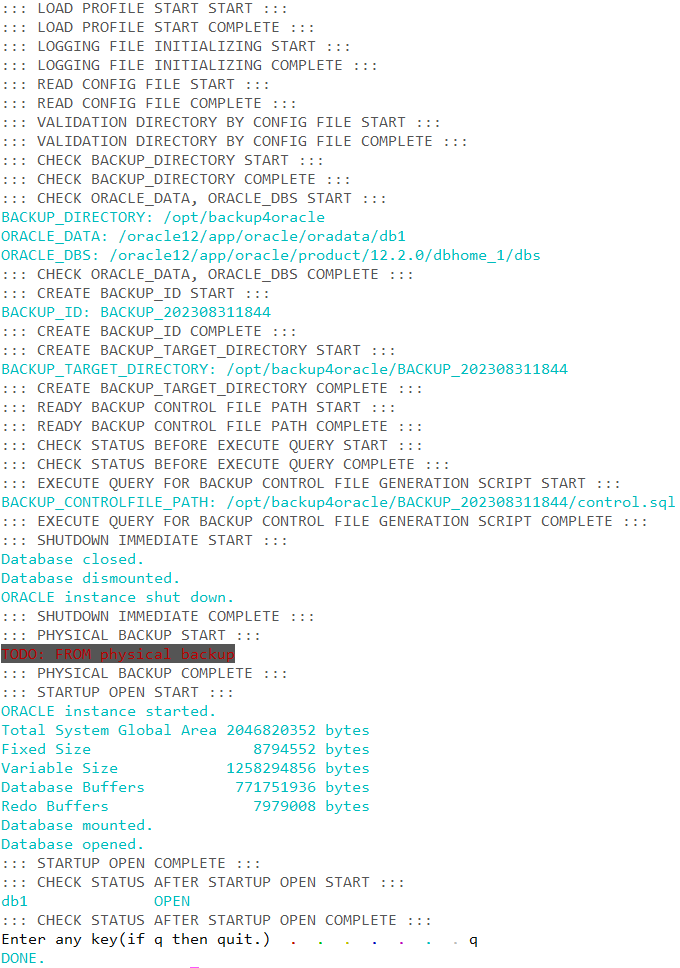 ::: LOAD PROFILE START START :::
::: LOAD PROFILE START COMPLETE :::
::: LOGGING FILE INITIALIZING START :::
::: LOGGING FILE INITIALIZING COMPLETE :::
::: READ CONFIG FILE START :::
::: READ CONFIG FILE COMPLETE :::
::: VALIDATION DIRECTORY BY CONFIG FILE START :::
::: VALIDATION DIRECTORY BY CONFIG FILE COMPLETE :::
::: CHECK BACKUP_DIRECTORY START :::
::: CHECK BACKUP_DIRECTORY COMPLETE :::
::: CHECK ORACLE_DATA, ORACLE_DBS START :::
BACKUP_DIRECTORY: /opt/backup4oracle
ORACLE_DATA: /oracle12/app/oracle/oradata/db1
ORACLE_DBS: /oracle12/app/oracle/product/12.2.0/dbhome_1/dbs
::: CHECK ORACLE_DATA, ORACLE_DBS COMPLETE :::
::: CREATE BACKUP_ID START :::
BACKUP_ID: BACKUP_202308311844
::: CREATE BACKUP_ID COMPLETE :::
::: CREATE BACKUP_TARGET_DIRECTORY START :::
BACKUP_TARGET_DIRECTORY: /opt/backup4oracle/BACKUP_202308311844
::: CREATE BACKUP_TARGET_DIRECTORY COMPLETE :::
::: READY BACKUP CONTROL FILE PATH START :::
::: READY BACKUP CONTROL FILE PATH COMPLETE :::
::: CHECK STATUS BEFORE EXECUTE QUERY START :::
::: CHECK STATUS BEFORE EXECUTE QUERY COMPLETE :::
::: EXECUTE QUERY FOR BACKUP CONTROL FILE GENERATION SCRIPT START :::
BACKUP_CONTROLFILE_PATH: /opt/backup4oracle/BACKUP_202308311844/control.sql
::: EXECUTE QUERY FOR BACKUP CONTROL FILE GENERATION SCRIPT COMPLETE :::
::: SHUTDOWN IMMEDIATE START :::
Database closed.
Database dismounted.
ORACLE instance shut down.
::: SHUTDOWN IMMEDIATE COMPLETE :::
::: PHYSICAL BACKUP START :::
TODO: FROM physical backup
::: PHYSICAL BACKUP COMPLETE :::
::: STARTUP OPEN START :::
ORACLE instance started.
Total System Global Area 2046820352 bytes
Fixed Size 8794552 bytes
Variable Size 1258294856 bytes
Database Buffers 771751936 bytes
Redo Buffers 7979008 bytes
Database mounted.
Database opened.
::: STARTUP OPEN COMPLETE :::
::: CHECK STATUS AFTER STARTUP OPEN START :::
db1 OPEN
::: CHECK STATUS AFTER STARTUP OPEN COMPLETE :::
Enter any key(if q then quit.) . . . . . . . q
DONE. _